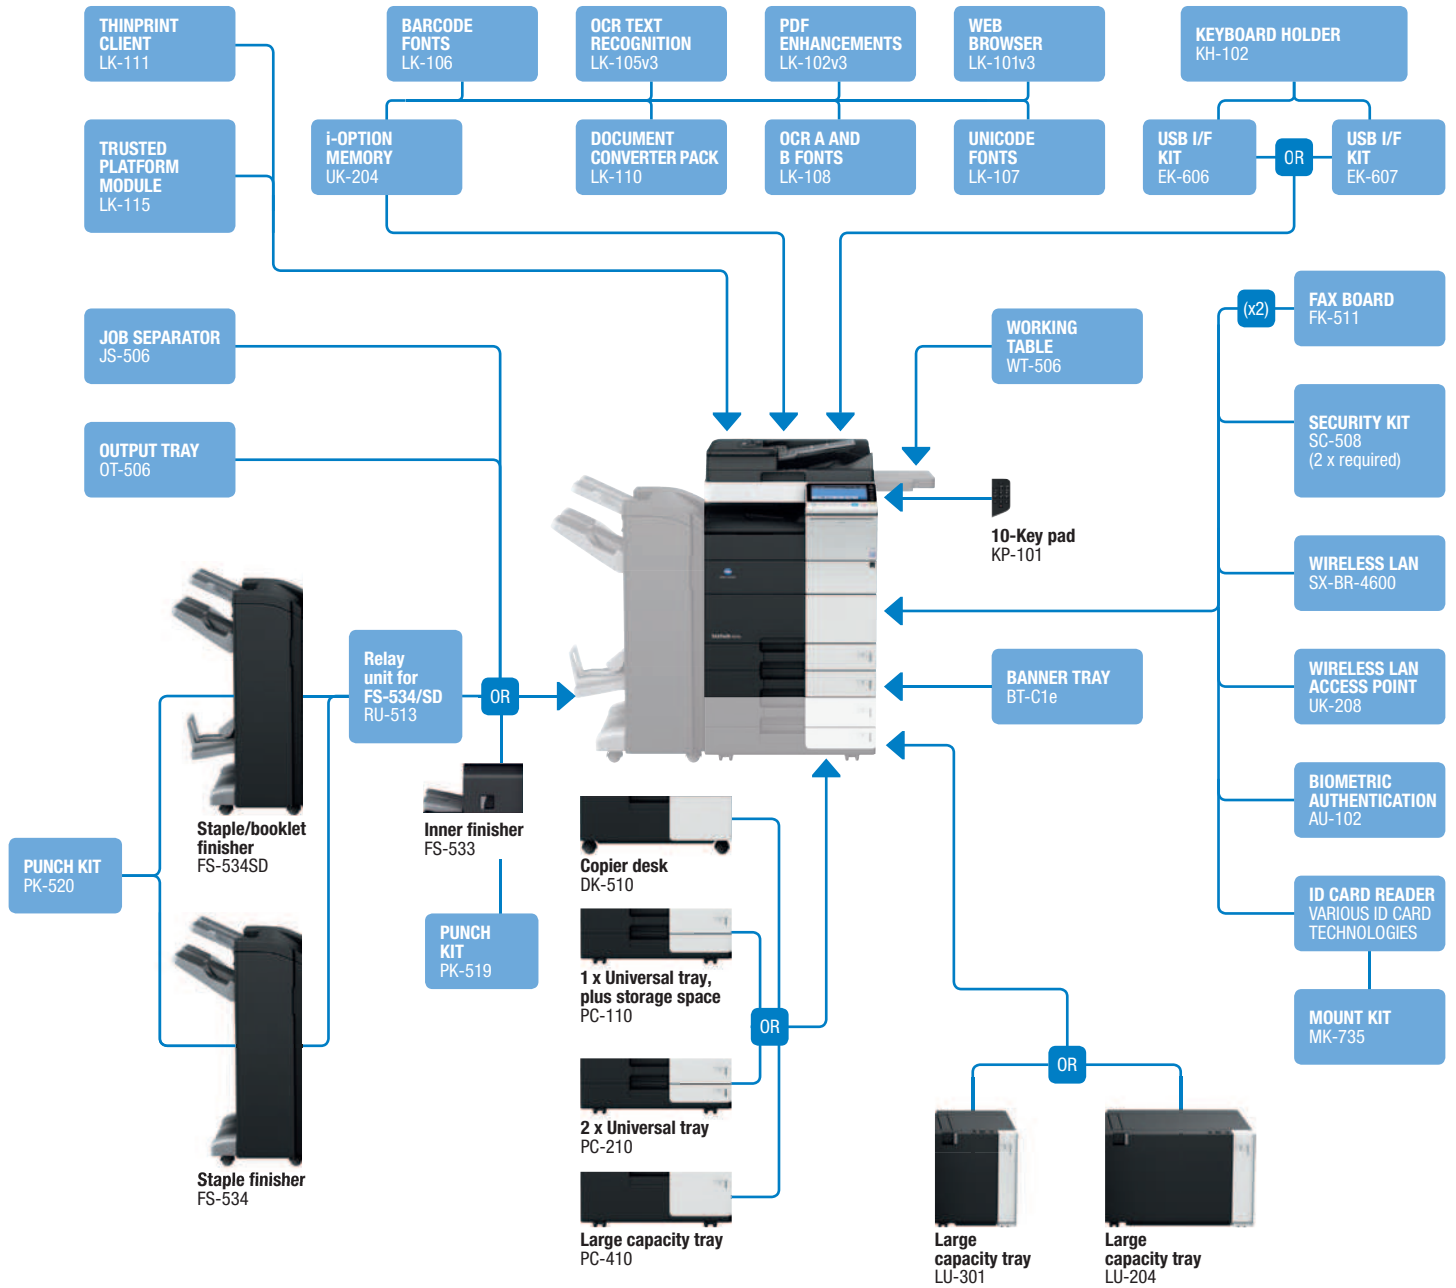 THINPRINT
CLIENT
LK-111
BARCODE
FONTS
LK-106
OCR TEXT
RECOGNITION
LK-105v3
PDF
ENHANCEMENTS
LK-102v3
WEB
BROWSER
LK-101v3
KEYBOARD HOLDER
KH-102
TRUSTED
PLATFORM
MODULE
LK-115
i-OPTION
MEMORY
UK-204
DOCUMENT
CONVERTER PACK
LK-110
OCR A AND
B FONTS
LK-108
UNICODE
FONTS
LK-107
USB I/F
KIT
EK-606
OR
USB I/F
KIT
EK-607
JOB SEPARATOR
JS-506
WORKING
TABLE
WT-506
(x2)
FAX BOARD
FK-511
OUTPUT TRAY
OT-506
SECURITY KIT
SC-508
(2 x required)
10-Key pad
KP-101
WIRELESS LAN
SX-BR-4600
Relay
unit for
FS-534/SD
RU-513
OR
BANNER TRAY
BT-C1e
WIRELESS LAN
ACCESS POINT
UK-208
Staple/booklet
finisher
FS-534SD
Inner finisher
FS-533
Copier desk
DK-510
BIOMETRIC
AUTHENTICATION
AU-102
PUNCH KIT
PK-520
PUNCH
KIT
PK-519
1 x Universal tray,
plus storage space
PC-110
ID CARD READER
VARIOUS ID CARD
TECHNOLOGIES
OR
MOUNT KIT
MK-735
OR
2 x Universal tray
PC-210
Staple finisher
FS-534
Large capacity tray
PC-410
Large
capacity tray
LU-301
Large
capacity tray
LU-204